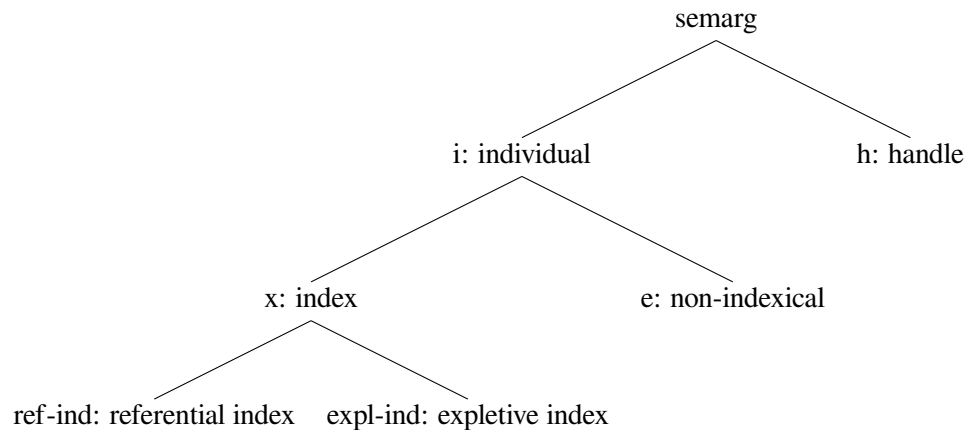 semarg
i: individual
h: handle
x: index
e: non-indexical
ref-ind: referential index
expl-ind: expletive index